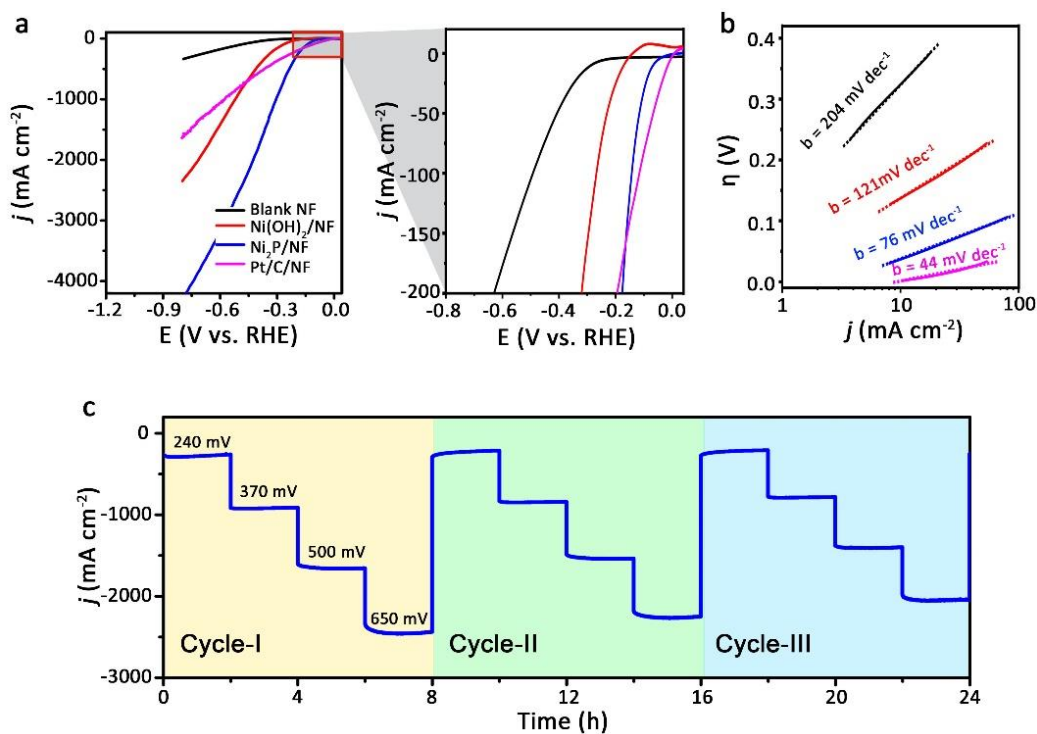 a
0
-1000
-2000
-3000
-4000
j (mA cm⁻²)
Blank NF
Ni(OH)₂/NF
Ni₂P/NF
Pt/C/NF
-1.2 -0.9 -0.6 -0.3 0.0
E (V vs. RHE)
0
-50
-100
-150
-200
j (mA cm⁻²)
-0.8 -0.6 -0.4 -0.2 0.0
E (V vs. RHE)
b
0.4
0.3
0.2
0.1
0.0
η (V)
b = 204 mV dec⁻¹
b = 121mV dec⁻¹
b = 76 mV dec⁻¹
b = 44 mV dec⁻¹
1 10 100
j (mA cm⁻²)
c
0
-1000
-2000
-3000
j (mA cm⁻²)
240 mV
370 mV
500 mV
650 mV
Cycle-I Cycle-II Cycle-III
0 4 8 12 16 20 24
Time (h)